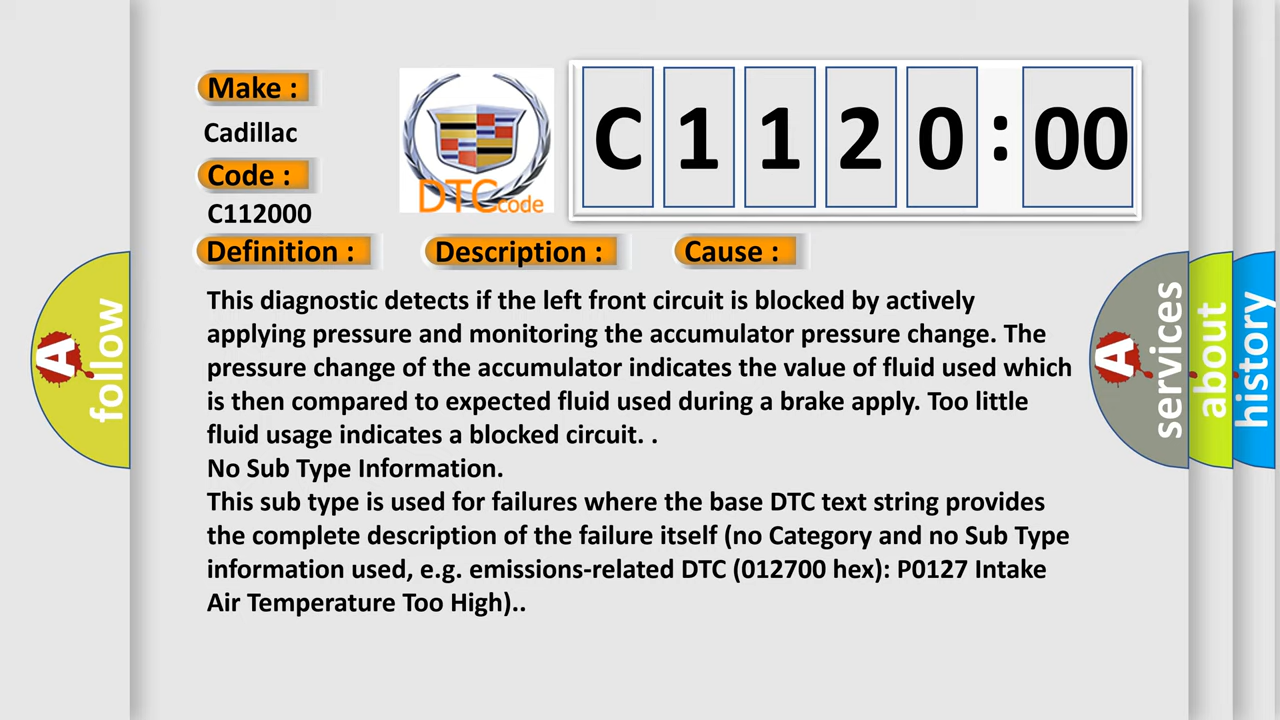 Make :
Cadillac
Code :
C112000
DTC code
C1120:00
Definition :
Description :
Cause :
This diagnostic detects if the left front circuit is blocked by actively
applying pressure and monitoring the accumulator pressure change. The
pressure change of the accumulator indicates the value of fluid used which
is then compared to expected fluid used during a brake apply. Too little
fluid usage indicates a blocked circuit. .
No Sub Type Information.
This sub type is used for failures where the base DTC text string provides
the complete description of the failure itself (no Category and no Sub Type
information used, e.g. emissions-related DTC (012700 hex): P0127 Intake
Air Temperature Too High)..
A
follow
A
services
about
history